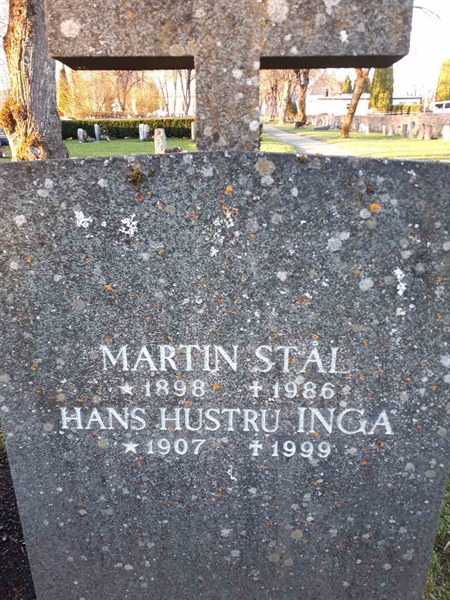 MARTIN STÅL
★1898 ✝1986
HANS HUSTRU INGA
★1907 ✝1999